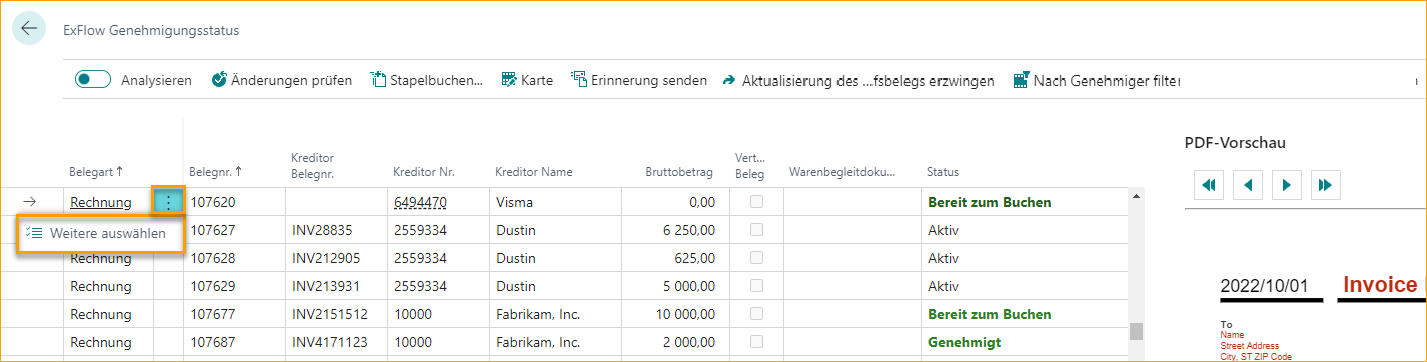 ExFlow Genehmigungsstatus
Analysieren Änderungen prüfen Stapelbuchen... Karte Erinnerung senden Aktualisierung des ...fsbelegs erzwingen Nach Genehmiger filter
PDF-Vorschau
Belegart ↑ Belegnr. ↑ Kreditor Belegnr. Kreditor Nr. Kreditor Name Bruttobetrag Vert... Beleg Warenbegleitdoku... Status
Rechnung 107620 6494470 Visma 0,00 Bereit zum Buchen
Weitere auswählen 107627 INV28835 2559334 Dustin 6 250,00 Aktiv
Rechnung 107628 INV212905 2559334 Dustin 625,00 Aktiv
Rechnung 107629 INV213931 2559334 Dustin 5 000,00 Aktiv
Rechnung 107677 INV2151512 10000 Fabrikam, Inc. 10 000,00 Bereit zum Buchen
Rechnung 107687 INV4171123 10000 Fabrikam, Inc. 2 000,00 Genehmigt
2022/10/01 Invoice
To
Name
Street Address
City, ST ZIP Code